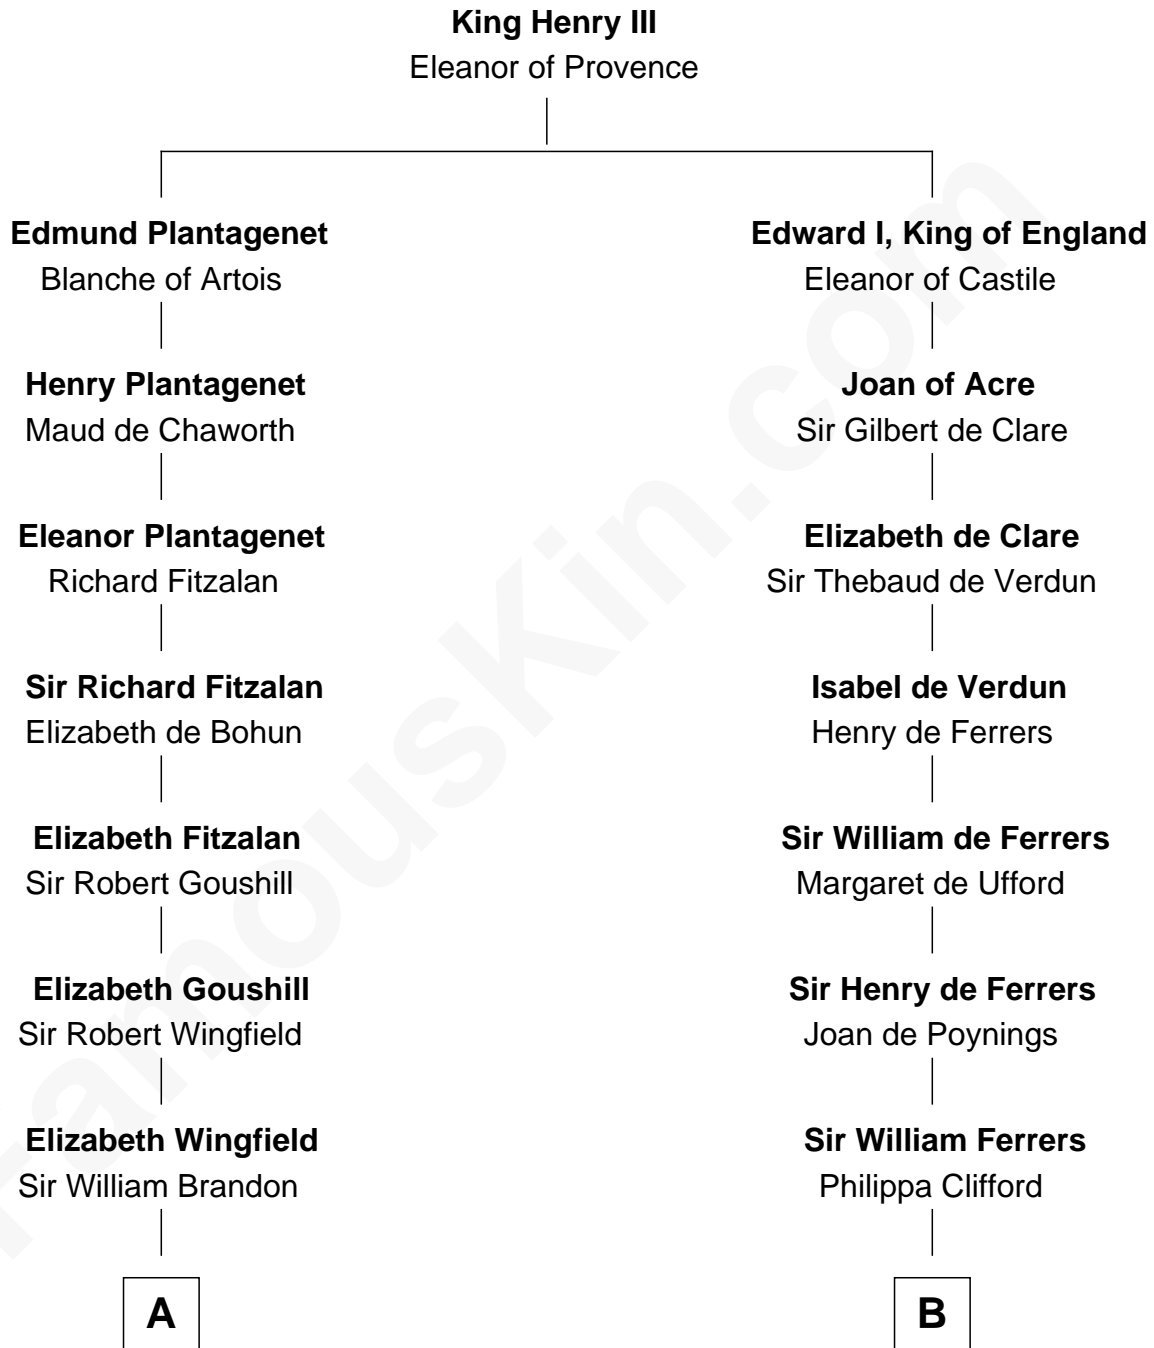 King Henry III
Eleanor of Provence
Edmund Plantagenet
Blanche of Artois
Edward I, King of England
Eleanor of Castile
Henry Plantagenet
Maud de Chaworth
Joan of Acre
Sir Gilbert de Clare
Eleanor Plantagenet
Richard Fitzalan
Elizabeth de Clare
Sir Thebaud de Verdun
Sir Richard Fitzalan
Elizabeth de Bohun
Isabel de Verdun
Henry de Ferrers
Elizabeth Fitzalan
Sir Robert Goushill
Sir William de Ferrers
Margaret de Ufford
Elizabeth Goushill
Sir Robert Wingfield
Sir Henry de Ferrers
Joan de Poynings
Elizabeth Wingfield
Sir William Brandon
Sir William Ferrers
Philippa Clifford
A
B
FamousKin.com